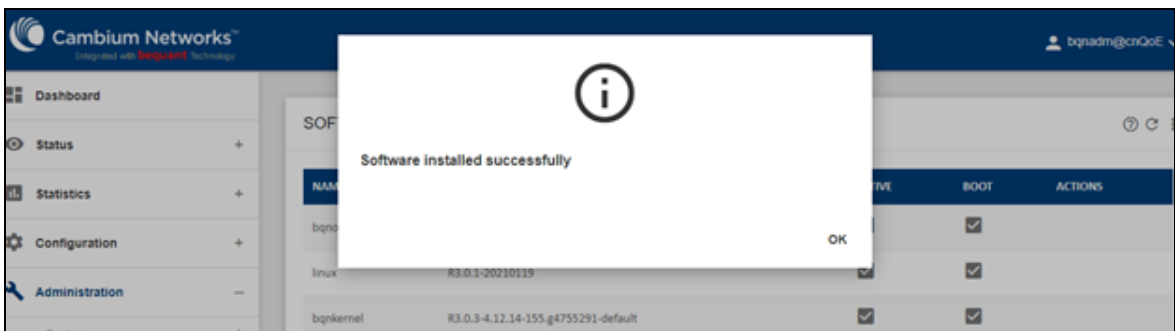 Cambium Networks™
Integrated with bequant Technology
bqnadm@cnQoE
Dashboard
SOF
Status +
Software installed successfully
NAM TIVE BOOT ACTIONS
Statistics +
bqno
OK
Configuration +
linux R3.0.1-20210119
Administration −
bqnkernel R3.0.3-4.12.14-155.g4755291-default